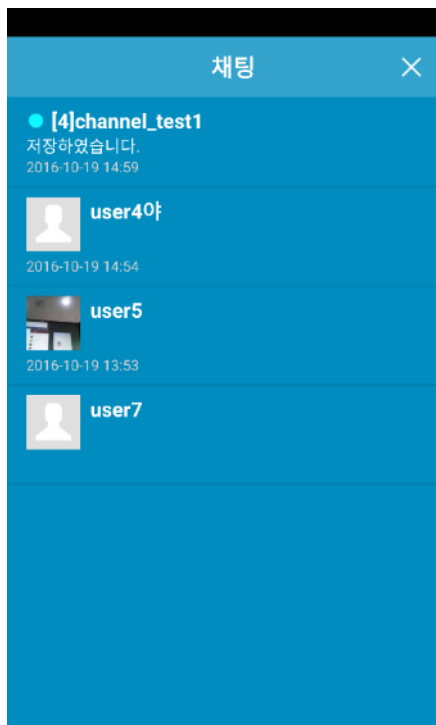 채팅
[4]channel_test1
저장하였습니다.
2016-10-19 14:59
user4야
2016-10-19 14:54
user5
2016-10-19 13:53
user7